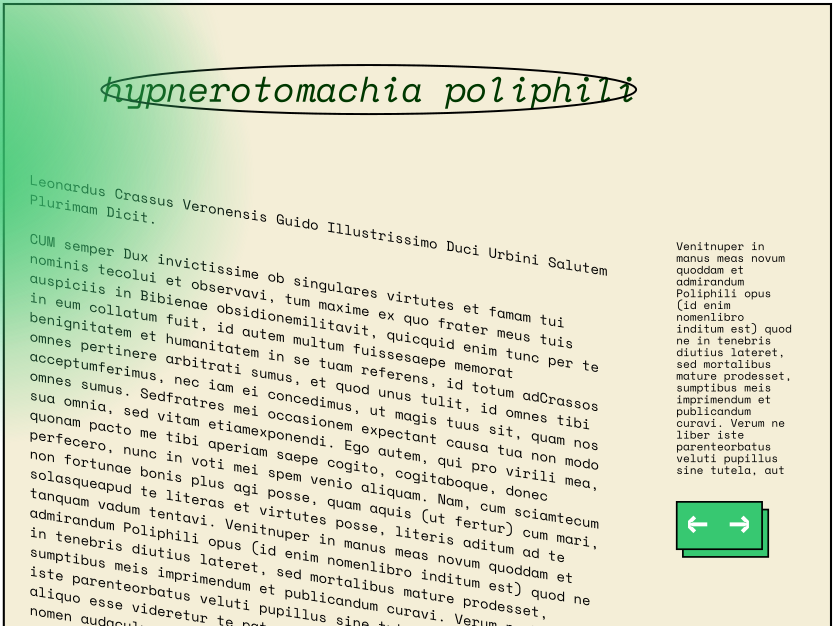 hypnerotomachia poliphili
Leonardus Crassus Veronensis Guido Illustrissimo Duci Urbini Salutem
Plurimam Dicit.
CUM semper Dux invictissime ob singulares virtutes et famam tui
nominis tecolui et observavi, tum maxime ex quo frater meus tuis
auspiciis in Bibienae obsidionemilitavit, quicquid enim tunc per te
in eum collatum fuit, id autem multum fuissesaepe memorat
benignitatem et humanitatem in se tuam referens, id totum adCrassos
omnes pertinere arbitrati sumus, et quod unus tulit, id omnes tibi
acceptumferimus, nec iam ei concedimus, ut magis tuus sit, quam nos
omnes sumus. Sedfratres mei occasionem expectant causa tua non modo
sua omnia, sed vitam etiamexponendi. Ego autem, qui pro virili mea,
quonam pacto me tibi aperiam saepe cogito, cogitaboque, donec
perfecero, nunc in voti mei spem venio aliquam. Nam, cum sciamtecum
non fortunae bonis plus agi posse, quam aquis (ut fertur) cum mari,
solasqueapud te literas et virtutes posse, literis aditum ad te
tanquam vadum tentavi. Venitnuper in manus meas novum quoddam et
admirandum Poliphili opus (id enim nomenlibro inditum est) quod ne
in tenebris diutius lateret, sed mortalibus mature prodesset,
sumptibus meis imprimendum et publicandum curavi. Verum
iste parenteorbatus veluti pupillus sine
aliquo esse videretur te
nomen
Venitnuper in
manus meas novum
quoddam et
admirandum
Poliphili opus
(id enim
nomenlibro
inditum est) quod
ne in tenebris
diutius lateret,
sed mortalibus
mature prodesset,
sumptibus meis
imprimendum et
publicandum
curavi. Verum ne
liber iste
parenteorbatus
veluti pupillus
sine tutela, aut